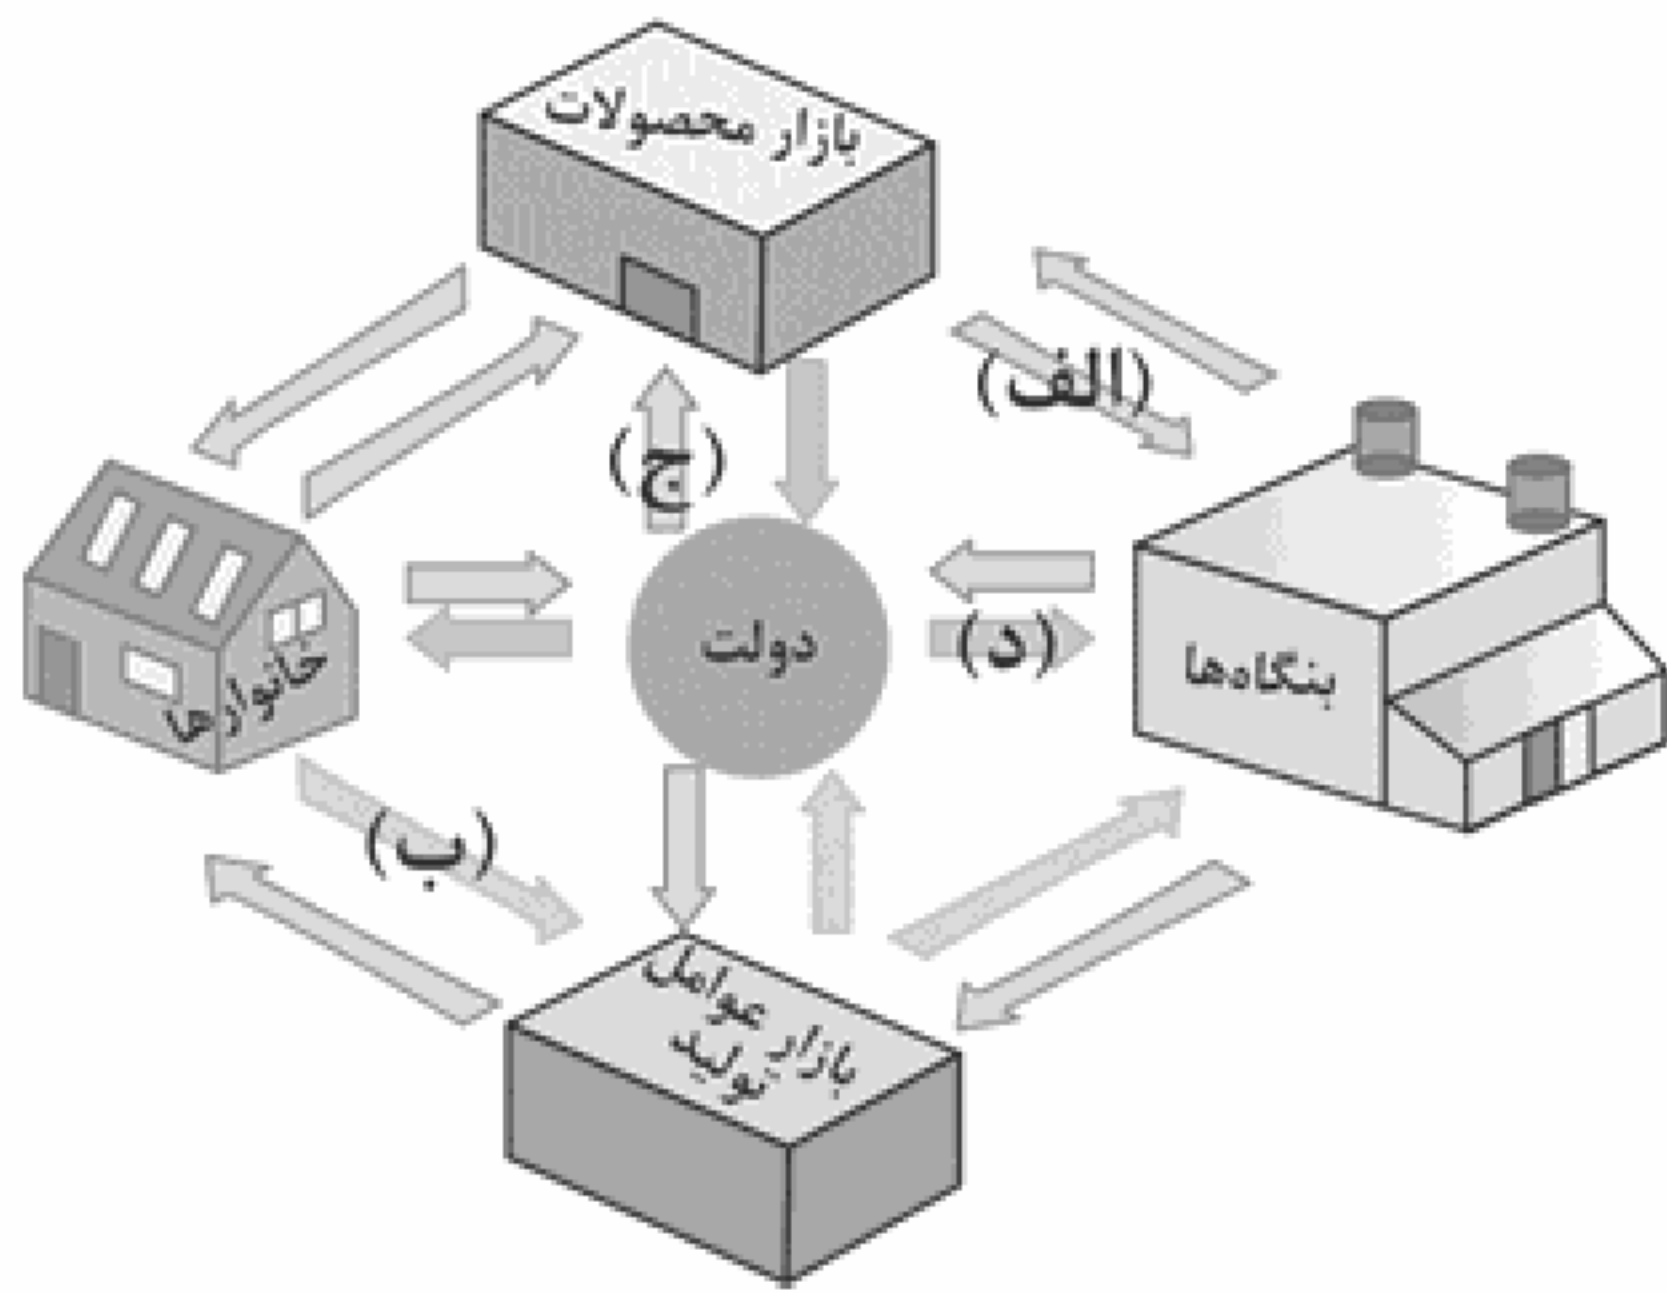 بازار محصولات
(الف)
(ج)
دولت
(د)
بنگاه‌ها
خانوارها
(ب)
بازار عوامل
تولید